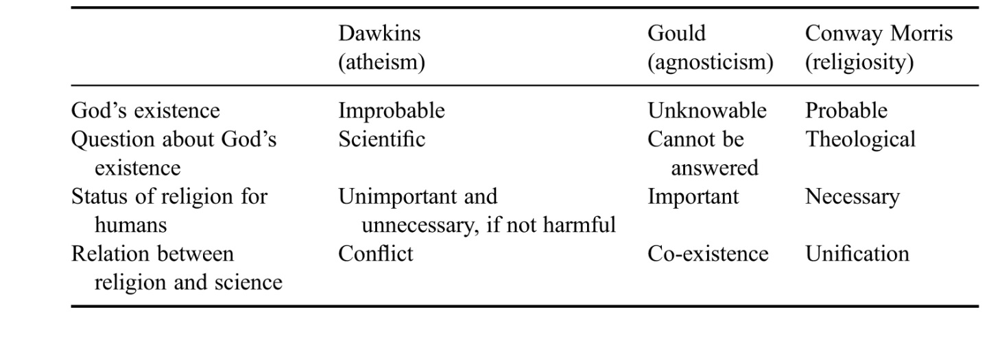 Dawkins Gould Conway Morris
(atheism) (agnosticism) (religiosity)
God’s existence Improbable Unknowable Probable
Question about God’s Scientific Cannot be Theological
existence answered
Status of religion for Unimportant and Important Necessary
humans unnecessary, if not harmful
Relation between Conflict Co-existence Unification
religion and science